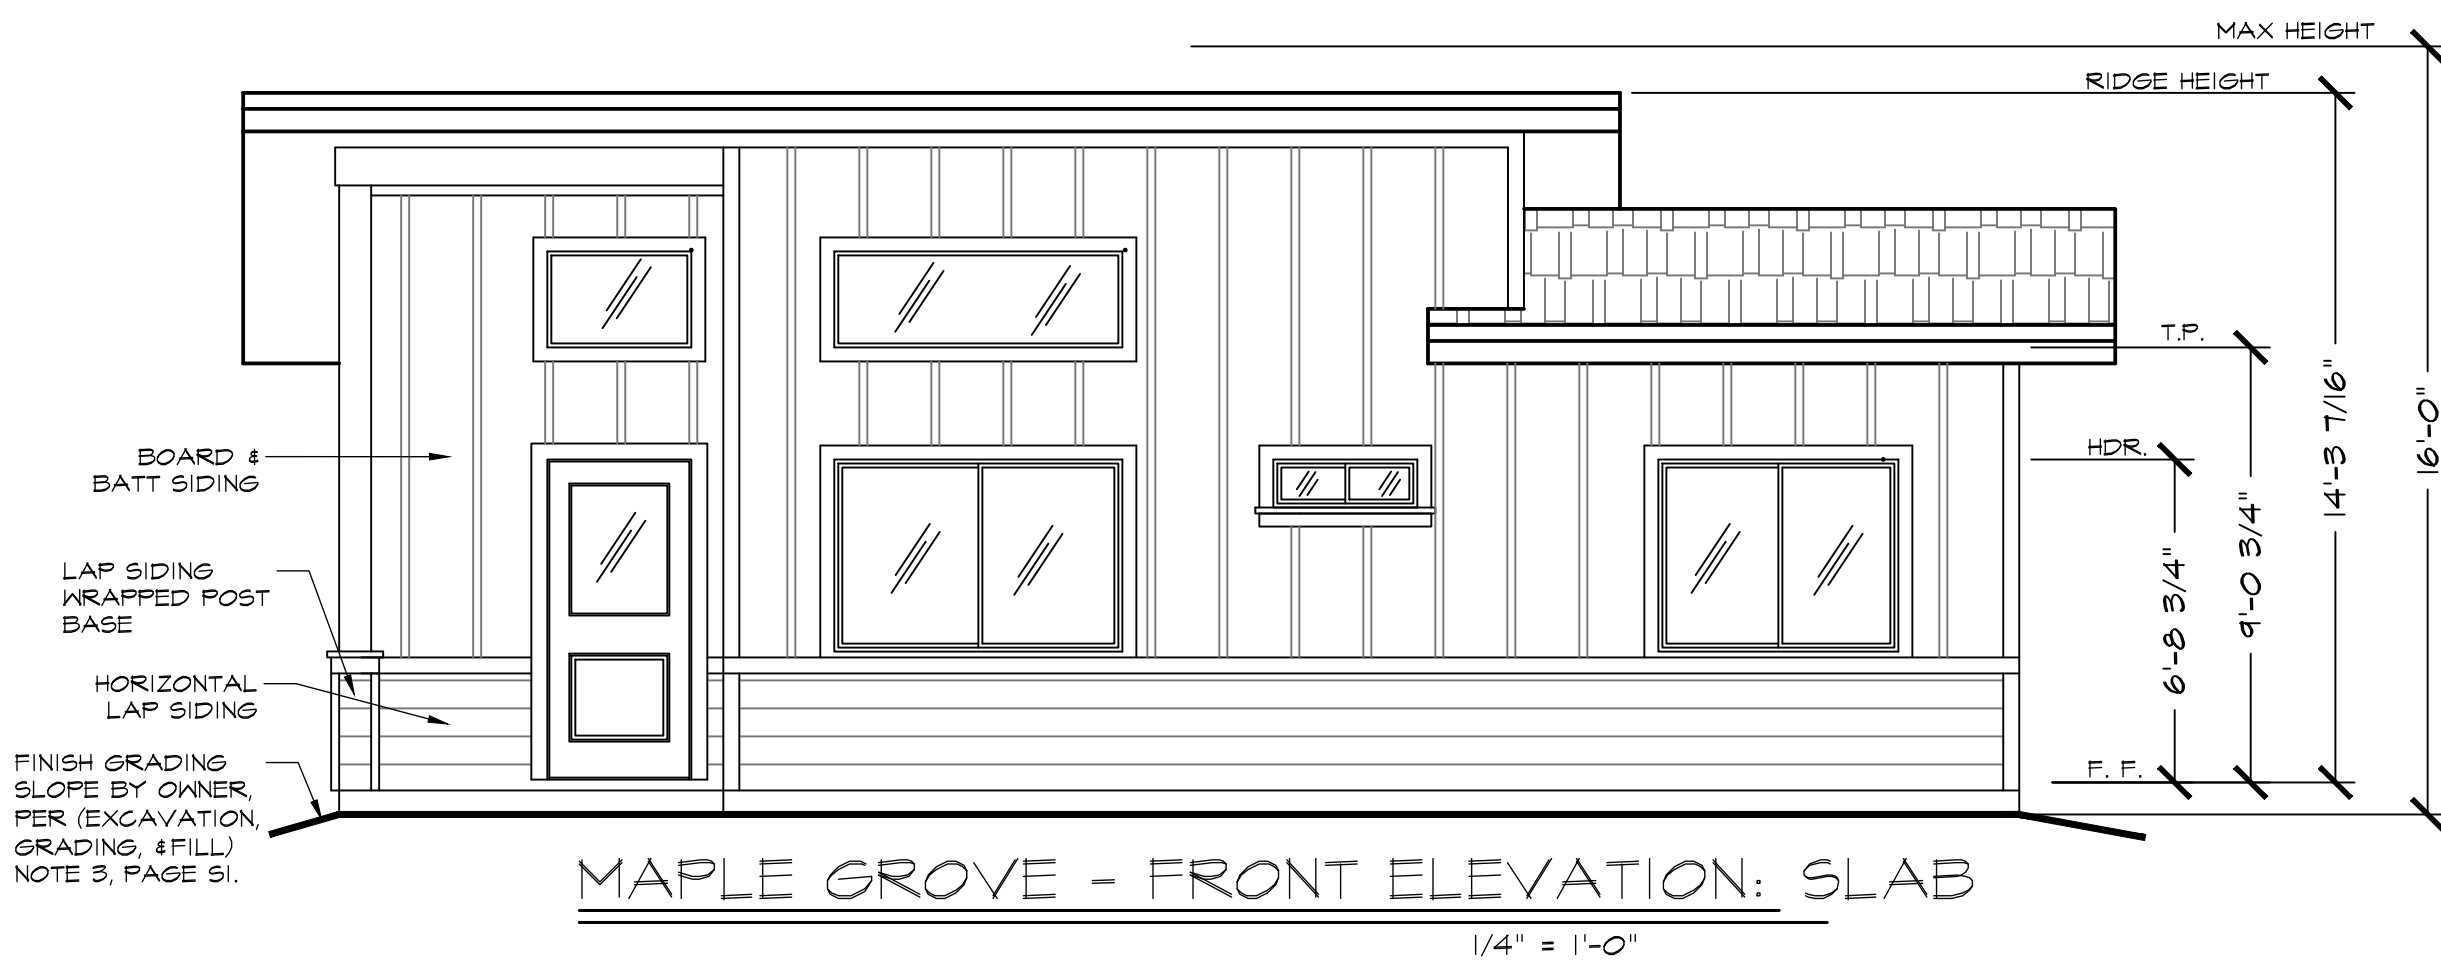 MAX HEIGHT
RIDGE HEIGHT
T.P.
HDR.
F. F.
6'-8 3/4"
9'-0 3/4"
14'-3 7/16"
16'-0"
BOARD &
BATT SIDING
LAP SIDING
WRAPPED POST
BASE
HORIZONTAL
LAP SIDING
FINISH GRADING
SLOPE BY OWNER,
PER (EXCAVATION,
GRADING, &FILL)
NOTE 3, PAGE S1.
MAPLE GROVE - FRONT ELEVATION: SLAB
1/4" = 1'-0"